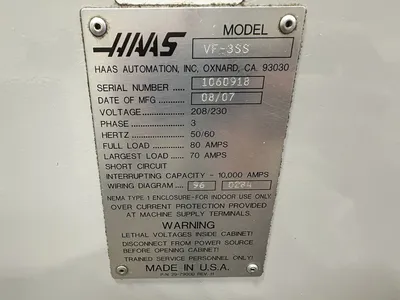 HAAS MODEL VF-3SS
HAAS AUTOMATION, INC, OXNARD, CA. 93030
SERIAL NUMBER ..... 1060918
DATE OF MFG ........ 08/07
VOLTAGE .............. 208/230
PHASE .................. 3
HERTZ .................. 50/60
FULL LOAD ........... 80 AMPS
LARGEST LOAD ..... 70 AMPS
SHORT CIRCUIT
INTERRUPTING CAPACITY - 10,000 AMPS
WIRING DIAGRAM ..... 96 0284
NEMA TYPE 1 ENCLOSURE-FOR INDOOR USE ONLY
OVER CURRENT PROTECTION PROVIDED
AT MACHINE SUPPLY TERMINALS.
WARNING
LETHAL VOLTAGES INSIDE CABINET!
DISCONNECT FROM POWER SOURCE
BEFORE OPENING CABINET!
TRAINED SERVICE PERSONNEL ONLY!
MADE IN U.S.A.